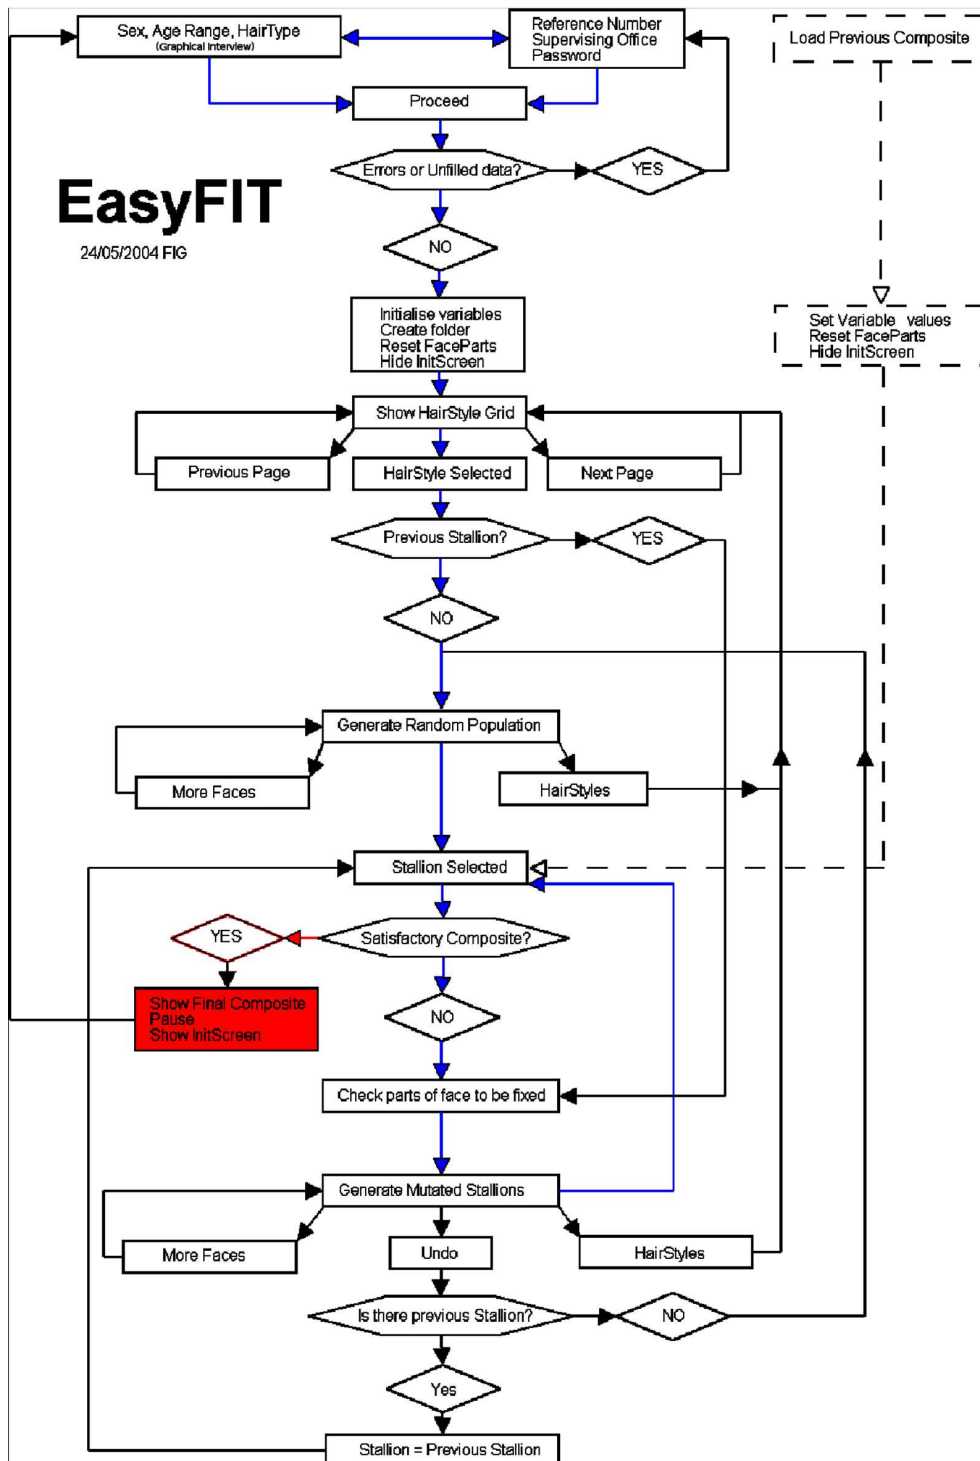 Sex, Age Range, HairType
(Graphical Interview)
Reference Number
Supervising Office
Password
Load Previous Composite
Proceed
Errors or Unfilled data?
YES
EasyFIT
24/05/2004 FIG
NO
Initialise variables
Create folder
Reset FaceParts
Hide InitScreen
Set Variable values
Reset FaceParts
Hide InitScreen
Show HairStyle Grid
Previous Page
HairStyle Selected
Next Page
Previous Stallion?
YES
NO
Generate Random Population
More Faces
HairStyles
Stallion Selected
Satisfactory Composite?
YES
Show Final Composite
Pause
Show InitScreen
NO
Check parts of face to be fixed
Generate Mutated Stallions
More Faces
Undo
HairStyles
Is there previous Stallion?
NO
Yes
Stallion = Previous Stallion